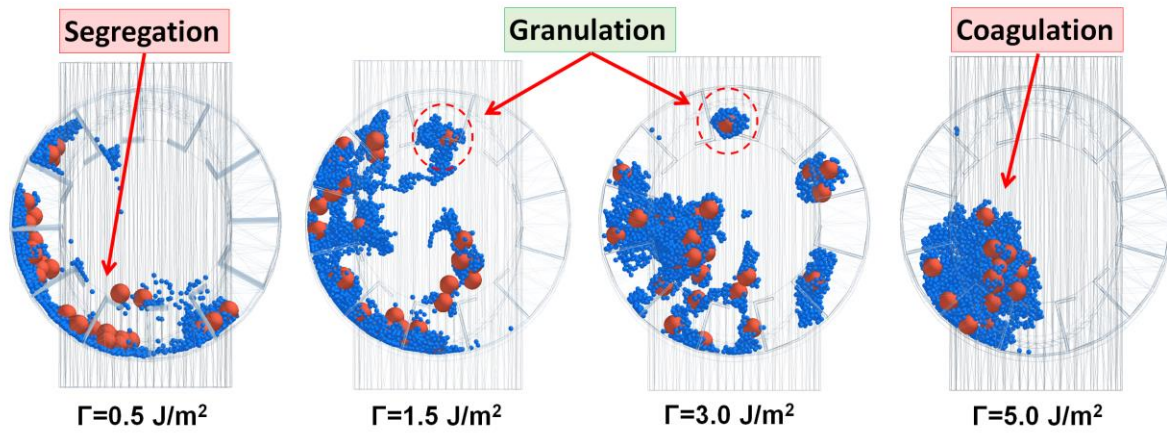 Segregation
Granulation
Coagulation
Γ=0.5 J/m²
Γ=1.5 J/m²
Γ=3.0 J/m²
Γ=5.0 J/m²